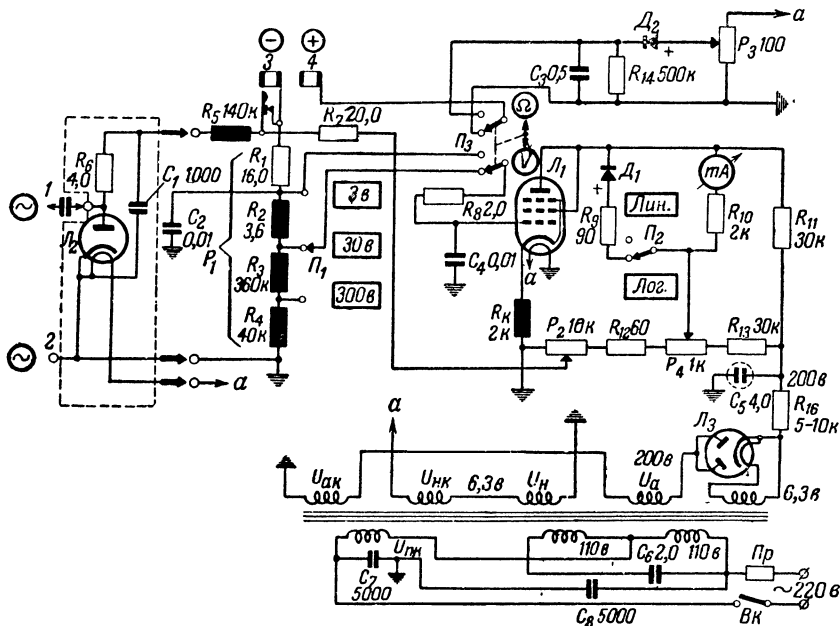 a
− +
3 4
Д2
+
P3 100
C3 0,5
R14 500к
R5 140к
R7 20,0
П3
Ω
V
R6
4,0
C1 1000
R1
16,0
Л1
Д1
+
mA
1
Л2
C2
0,01
P1
R2
3,6
3в
R8 2,0
R9
90
Лин.
П2
R10
2к
R11
30к
30в
П1
R3
360к
C4 0,01
a
Лог.
300в
R4
40к
Rк
2к
P2 18к
R12 60
P4 1к
R13 30к
2
a
C5 4,0
200в
R16
5-10к
a
Л3
200в
Uак
Uнк
6,3в
Uн
Uа
6,3в
Uпк
110в
C6 2,0
110в
Пр
C7
5000
C8 5000
Вк
~220в